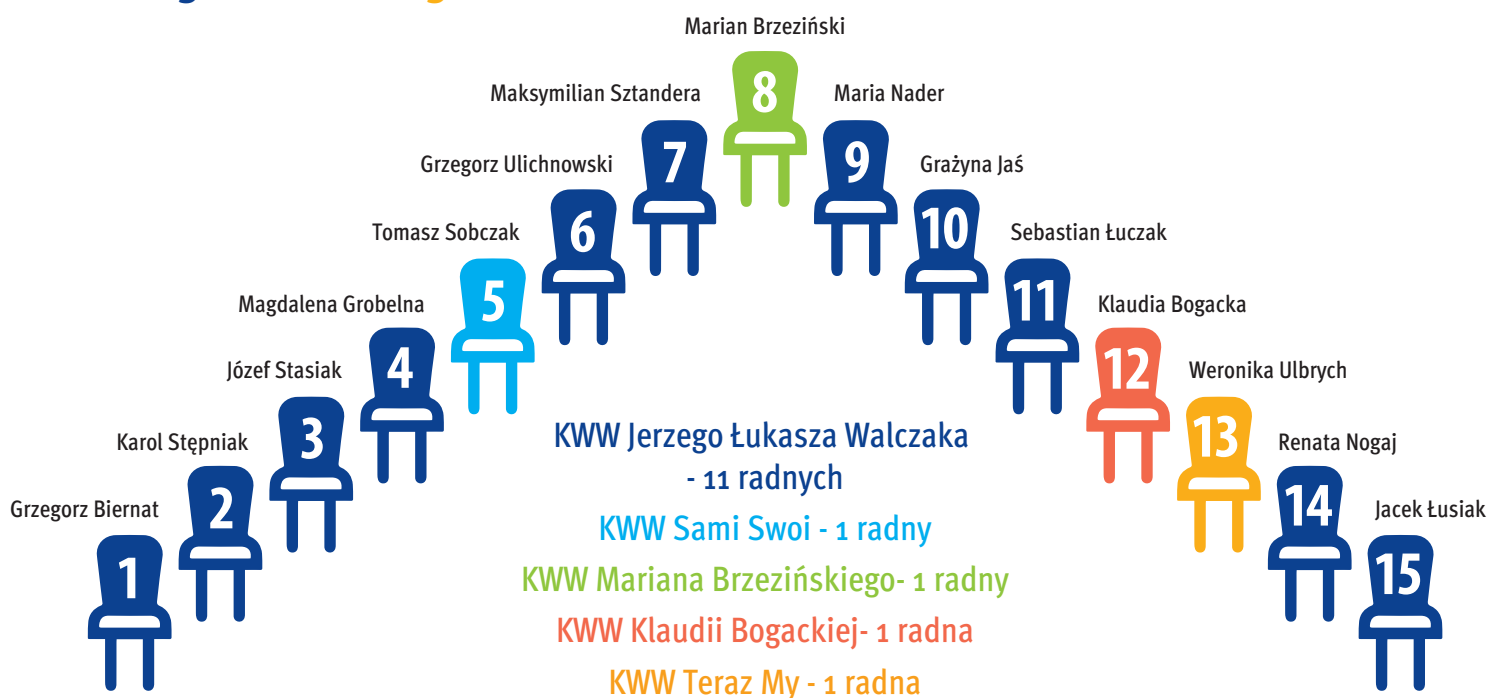 Marian Brzeziński
8
Maksymilian Sztandera
7
Maria Nader
9
Grzegorz Ulichnowski
6
Grażyna Jaś
10
Tomasz Sobczak
5
Sebastian Łuczak
11
Magdalena Grobelna
4
Klaudia Bogacka
12
Józef Stasiak
3
Weronika Ulbrych
13
Karol Stępniak
2
Renata Nogaj
14
Grzegorz Biernat
1
Jacek Łusiak
15
KWW Jerzego Łukasza Walczaka
- 11 radnych
KWW Sami Swoi - 1 radny
KWW Mariana Brzezińskiego- 1 radny
KWW Klaudii Bogackiej- 1 radna
KWW Teraz My - 1 radna